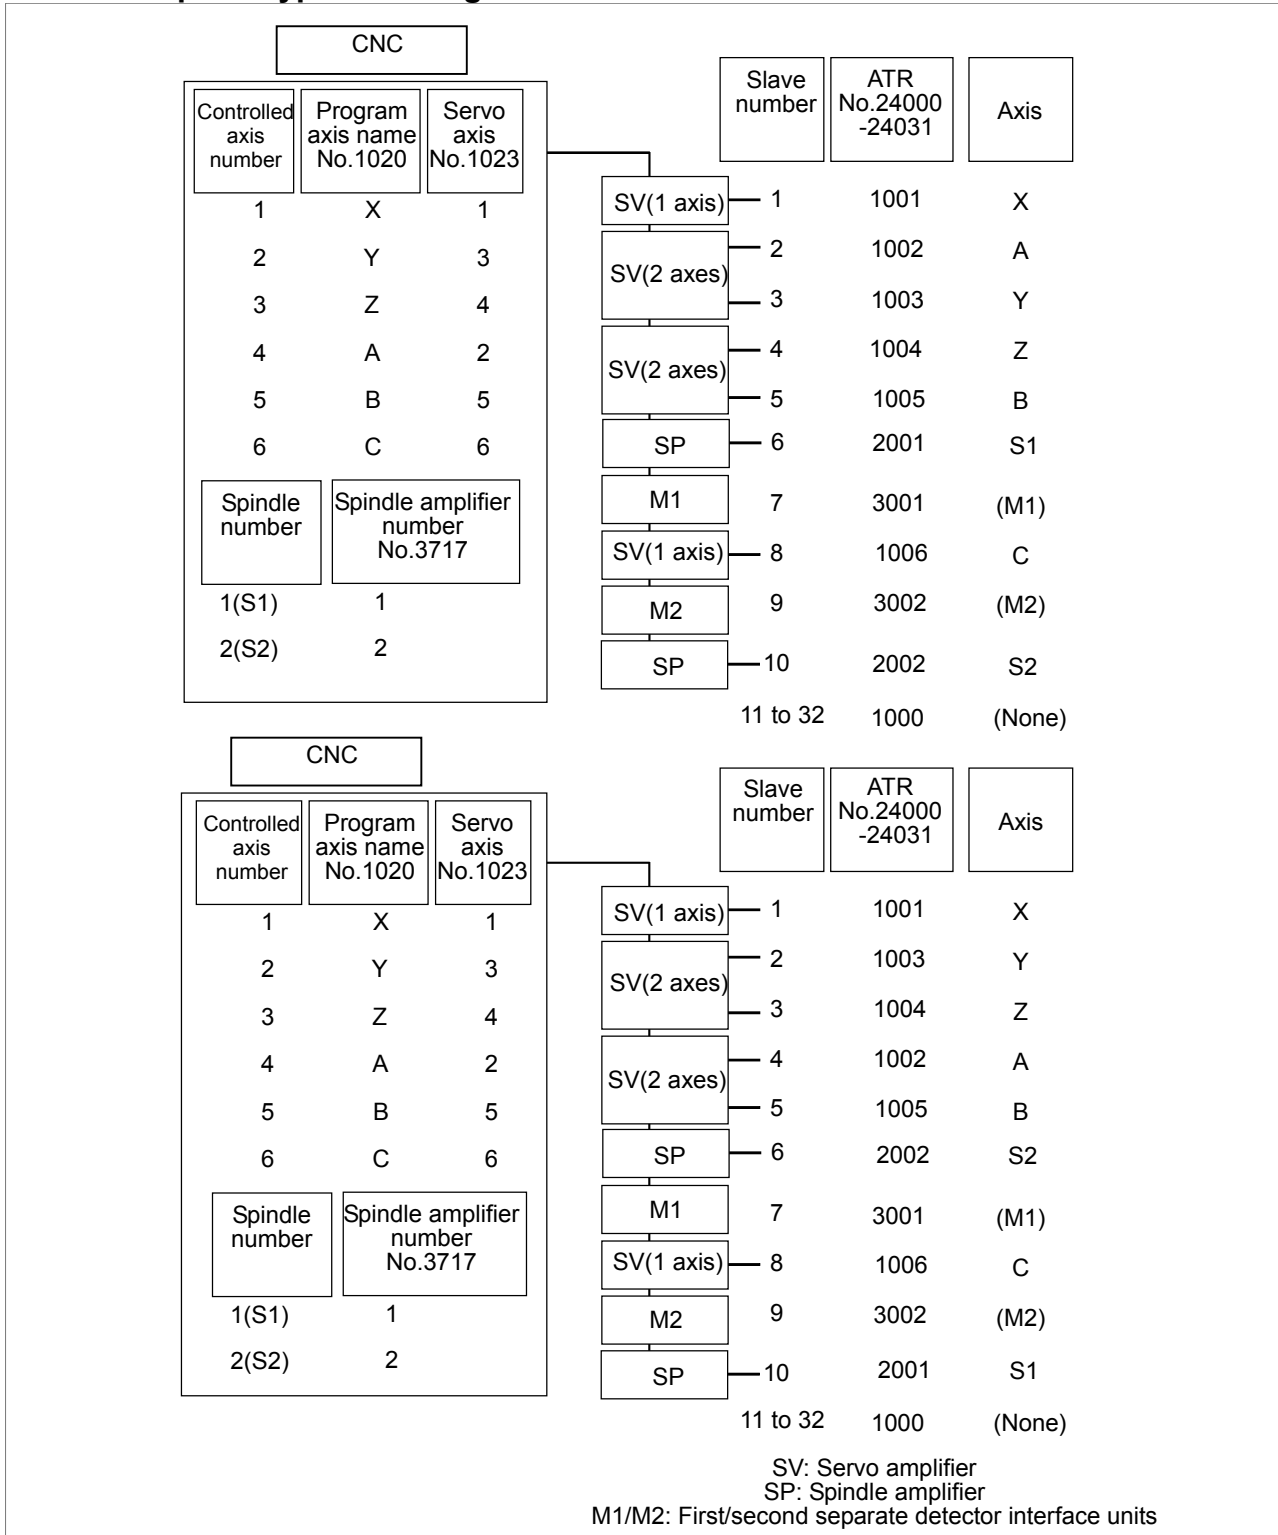 CNC
Controlled axis number
Program axis name No.1020
Servo axis No.1023
1 X 1
2 Y 3
3 Z 4
4 A 2
5 B 5
6 C 6
Spindle number
Spindle amplifier number No.3717
1(S1) 1
2(S2) 2
Slave number
ATR No.24000 -24031
Axis
SV(1 axis) 1 1001 X
SV(2 axes) 2 1002 A
3 1003 Y
SV(2 axes) 4 1004 Z
5 1005 B
SP 6 2001 S1
M1 7 3001 (M1)
SV(1 axis) 8 1006 C
M2 9 3002 (M2)
SP 10 2002 S2
11 to 32 1000 (None)
CNC
Controlled axis number
Program axis name No.1020
Servo axis No.1023
1 X 1
2 Y 3
3 Z 4
4 A 2
5 B 5
6 C 6
Spindle number
Spindle amplifier number No.3717
1(S1) 1
2(S2) 2
Slave number
ATR No.24000 -24031
Axis
SV(1 axis) 1 1001 X
SV(2 axes) 2 1003 Y
3 1004 Z
SV(2 axes) 4 1002 A
5 1005 B
SP 6 2002 S2
M1 7 3001 (M1)
SV(1 axis) 8 1006 C
M2 9 3002 (M2)
SP 10 2001 S1
11 to 32 1000 (None)
SV: Servo amplifier
SP: Spindle amplifier
M1/M2: First/second separate detector interface units